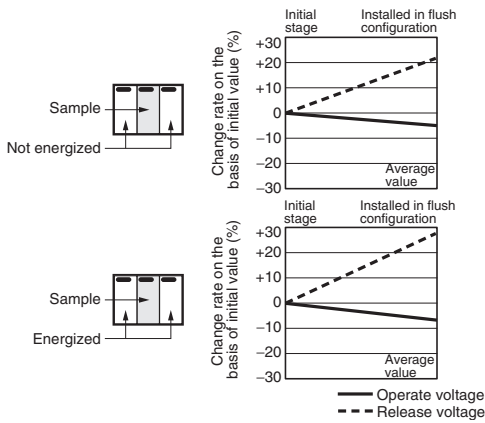 Initial
stage
Installed in flush
configuration
Change rate on the
basis of initial value (%)
+30
+20
+10
0
−10
−20
−30
Average
value
Sample
Not energized
Initial
stage
Installed in flush
configuration
Change rate on the
basis of initial value (%)
+30
+20
+10
0
−10
−20
−30
Average
value
Sample
Energized
Operate voltage
Release voltage